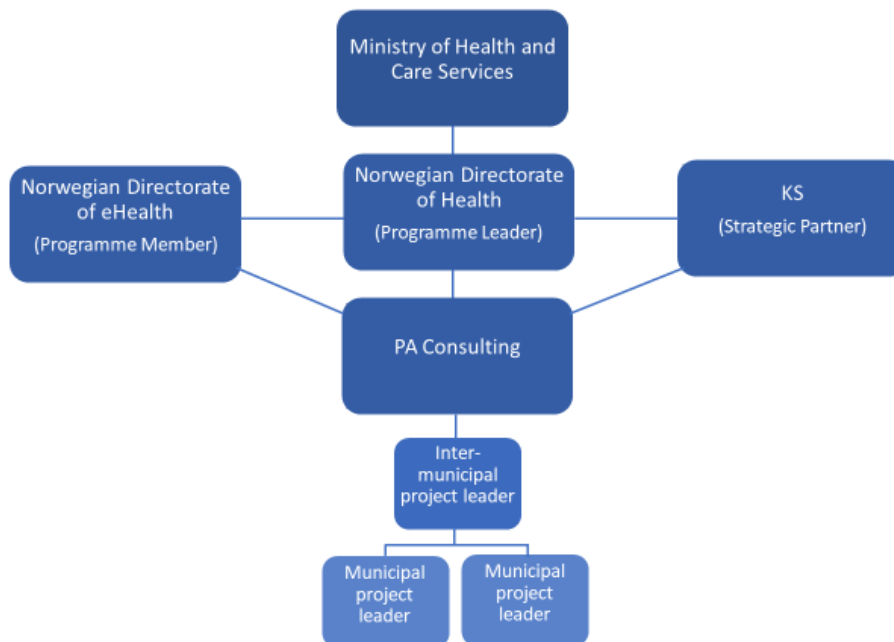 Ministry of Health and
Care Services
Norwegian Directorate
of eHealth
(Programme Member)
Norwegian Directorate
of Health
(Programme Leader)
KS
(Strategic Partner)
PA Consulting
Inter-
municipal
project leader
Municipal
project
leader
Municipal
project
leader